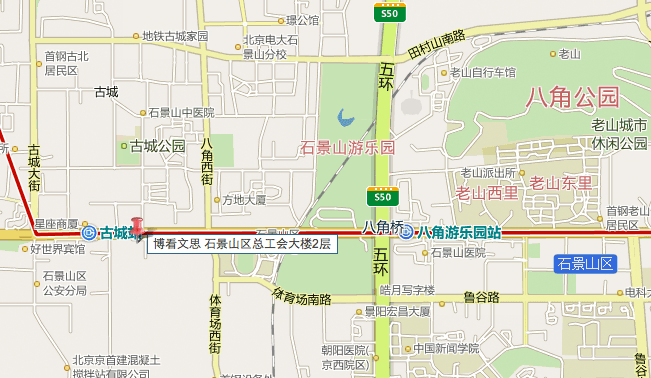 璟公馆
S50
地铁古城家园
北京电大石
景山分校
田村山南路
首钢古北
居民区
五环
老山
老山自行车馆
古城
八角公园
石景山中医院
老山城市
休闲公园
古城公园
石景山游乐园
八角西街
古城大街
所
老山派出所
老山东里
老山西里
S50
方地大厦
首钢老山
居民区
星座商厦
古城
八角桥
八角游乐园站
博看文思 石景山区总工会大楼2层
好世界宾馆
石景山医院
五环
石景山区
石景山区
公安分局
体育场南路
皓月写字楼
鲁谷路
电科
体育场西街
景阳宏昌大厦
朝阳医院(
京西院区)
中国新闻学院
鲁谷
北京京首建混凝土
搅拌站有限公司